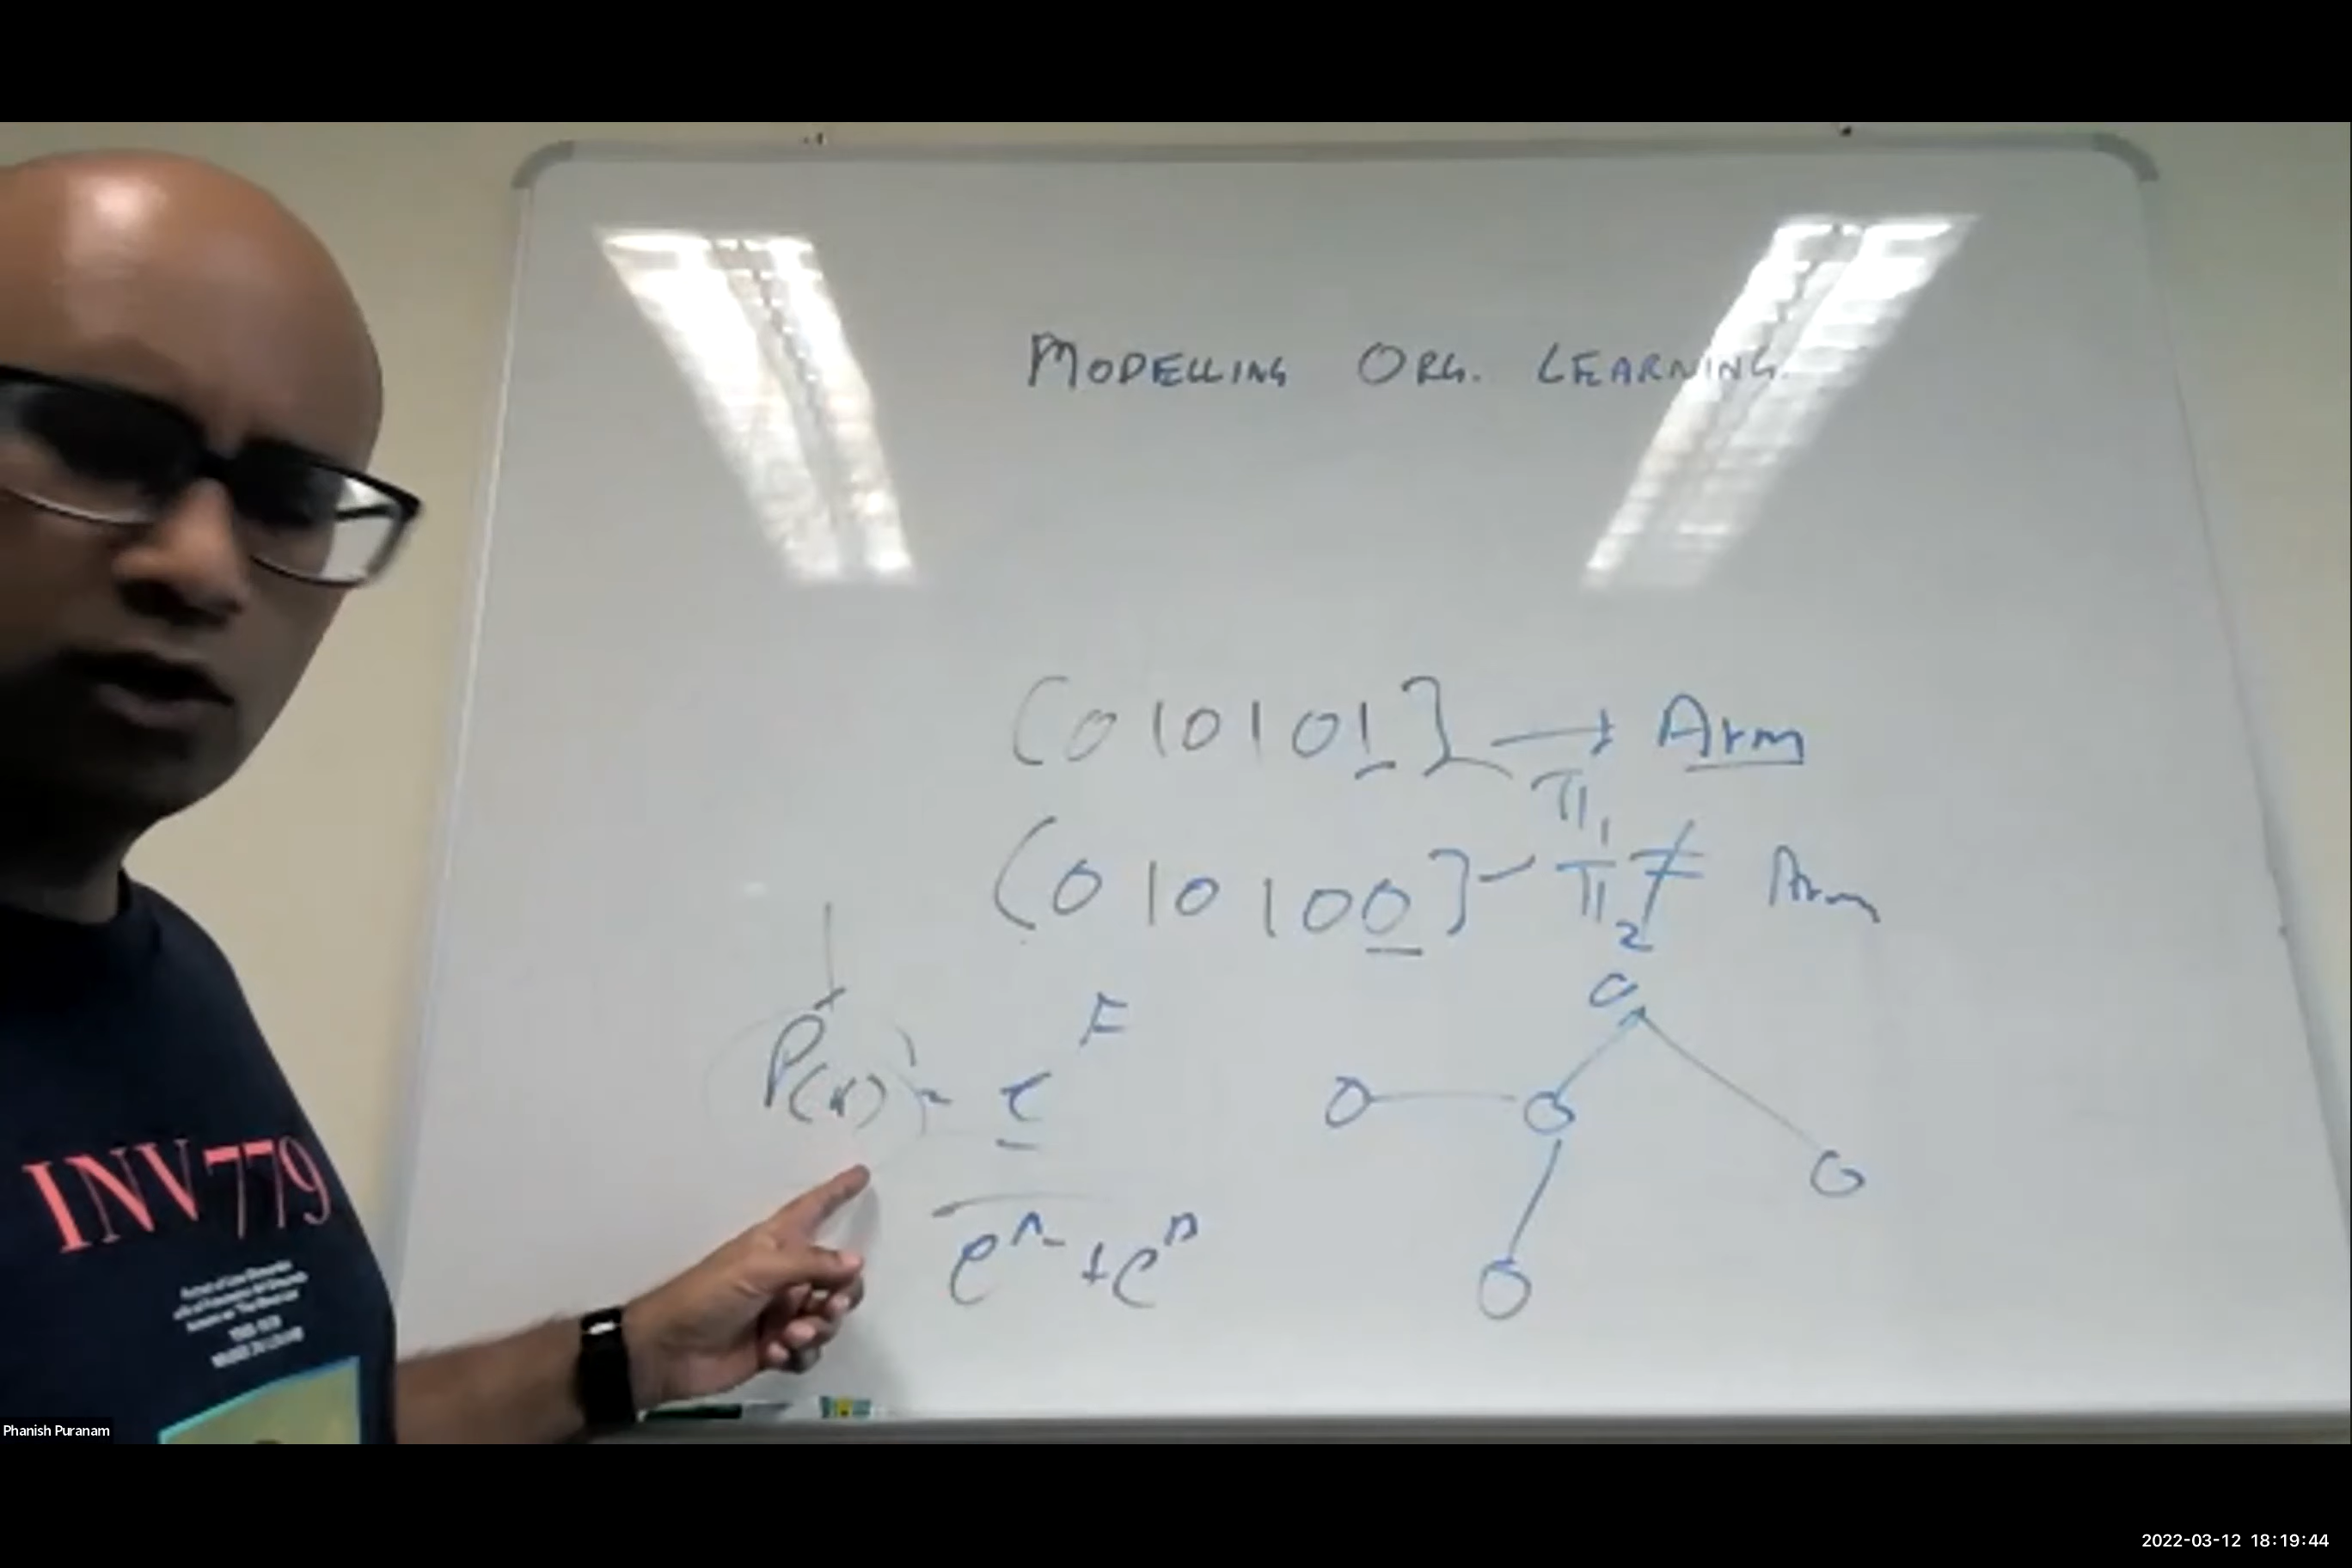 MODELLING ORG. LEARNING.
(0 1 0 1 0 1} → Arm
π1
(0 1 0 1 0 0} - π2 ≠ Arm
P(x) ~ e
INV779
Phanish Puranam
2022-03-12 18:19:44